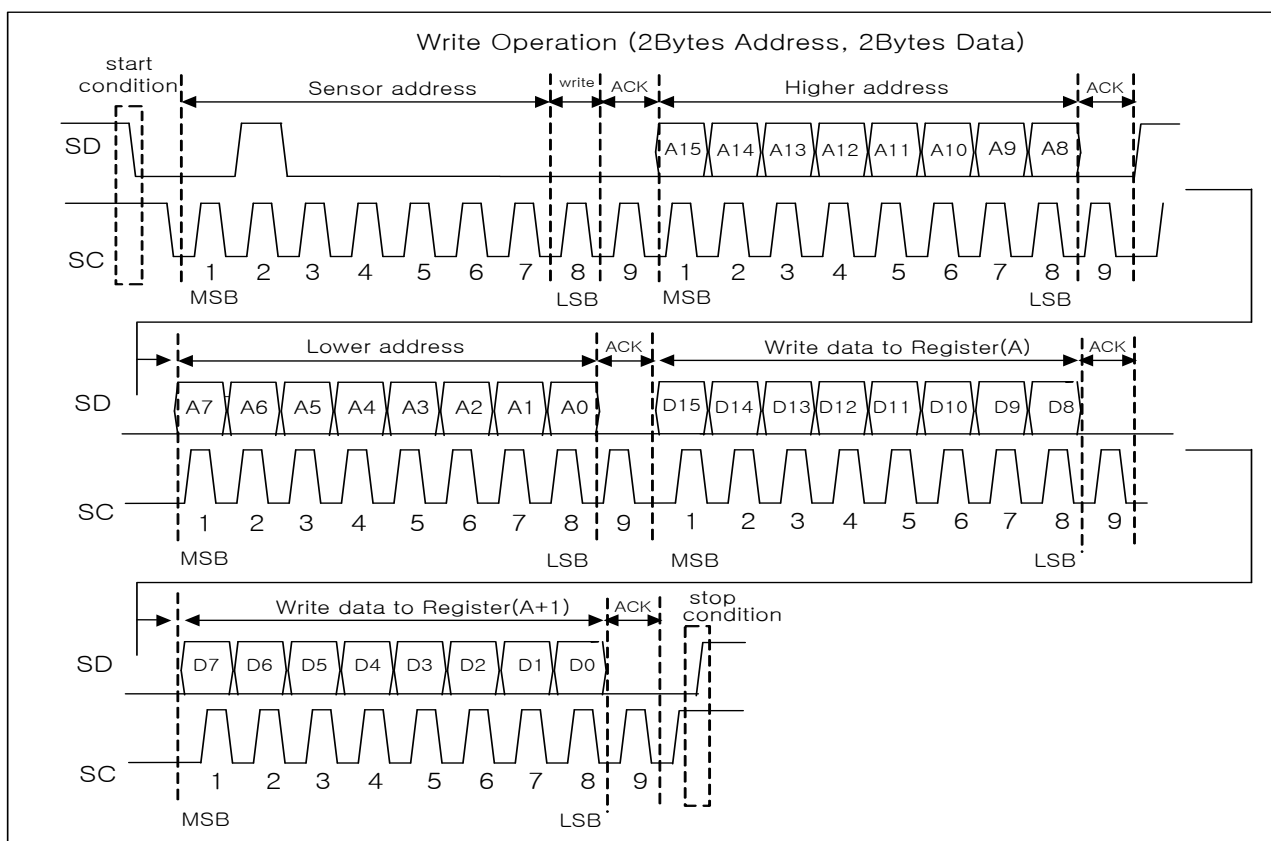 Write Operation (2Bytes Address, 2Bytes Data)
start
condition
Sensor address
write
ACK
Higher address
ACK
SD
A15 A14 A13 A12 A11 A10 A9 A8
SC
1 2 3 4 5 6 7 8 9 1 2 3 4 5 6 7 8 9
MSB LSB MSB LSB
Lower address
ACK
Write data to Register(A)
ACK
SD
A7 A6 A5 A4 A3 A2 A1 A0 D15 D14 D13 D12 D11 D10 D9 D8
SC
1 2 3 4 5 6 7 8 9 1 2 3 4 5 6 7 8 9
MSB LSB MSB LSB
Write data to Register(A+1)
ACK
stop
condition
SD
D7 D6 D5 D4 D3 D2 D1 D0
SC
1 2 3 4 5 6 7 8 9
MSB LSB